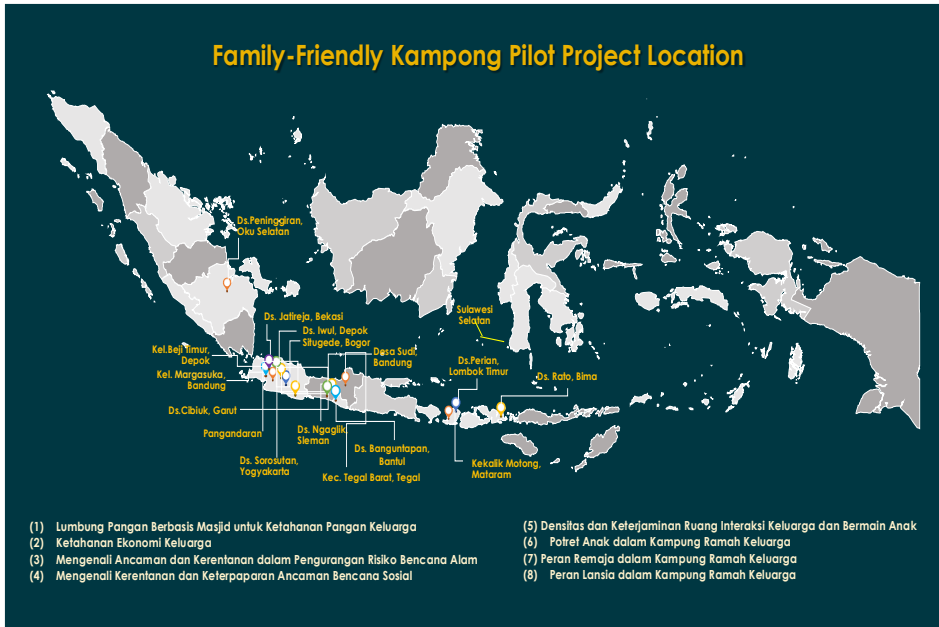 Family-Friendly Kampong Pilot Project Location
Ds.Peninggiran,
Oku Selatan
Ds. Jatireja, Bekasi
Ds. Iwul, Depok
Situgede, Bogor
Kel.Beji Timur,
Depok
Desa Sudi,
Bandung
Kel. Margasuka,
Bandung
Ds.Cibiuk, Garut
Pangandaran
Ds. Ngaglik,
Sleman
Ds. Sorosutan,
Yogyakarta
Ds. Banguntapan,
Bantul
Kec. Tegal Barat, Tegal
Sulawesi
Selatan
Ds.Perian,
Lombok Timur
Ds. Rato, Bima
Kekalik Motong,
Mataram
(1) Lumbung Pangan Berbasis Masjid untuk Ketahanan Pangan Keluarga
(2) Ketahanan Ekonomi Keluarga
(3) Mengenali Ancaman dan Kerentanan dalam Pengurangan Risiko Bencana Alam
(4) Mengenali Kerentanan dan Keterpaparan Ancaman Bencana Sosial
(5) Densitas dan Keterjaminan Ruang Interaksi Keluarga dan Bermain Anak
(6) Potret Anak dalam Kampung Ramah Keluarga
(7) Peran Remaja dalam Kampung Ramah Keluarga
(8) Peran Lansia dalam Kampung Ramah Keluarga